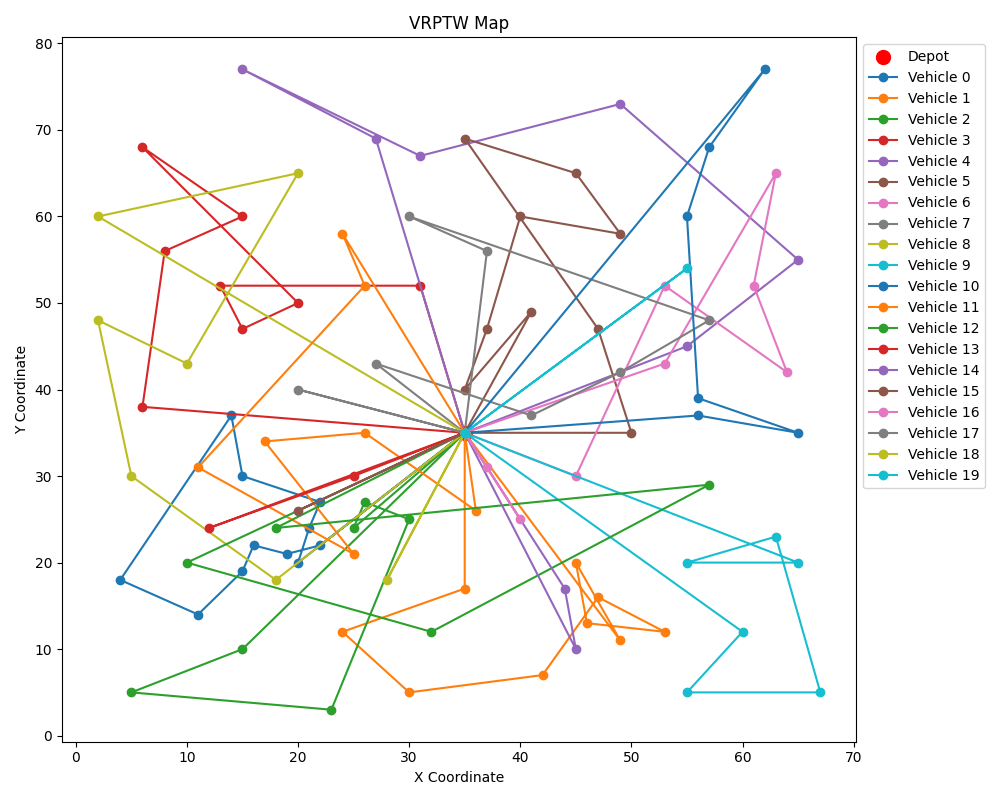 VRPTW Map
80
70
60
50
40
30
20
10
0
Y Coordinate
0 10 20 30 40 50 60 70
X Coordinate
Depot
Vehicle 0
Vehicle 1
Vehicle 2
Vehicle 3
Vehicle 4
Vehicle 5
Vehicle 6
Vehicle 7
Vehicle 8
Vehicle 9
Vehicle 10
Vehicle 11
Vehicle 12
Vehicle 13
Vehicle 14
Vehicle 15
Vehicle 16
Vehicle 17
Vehicle 18
Vehicle 19